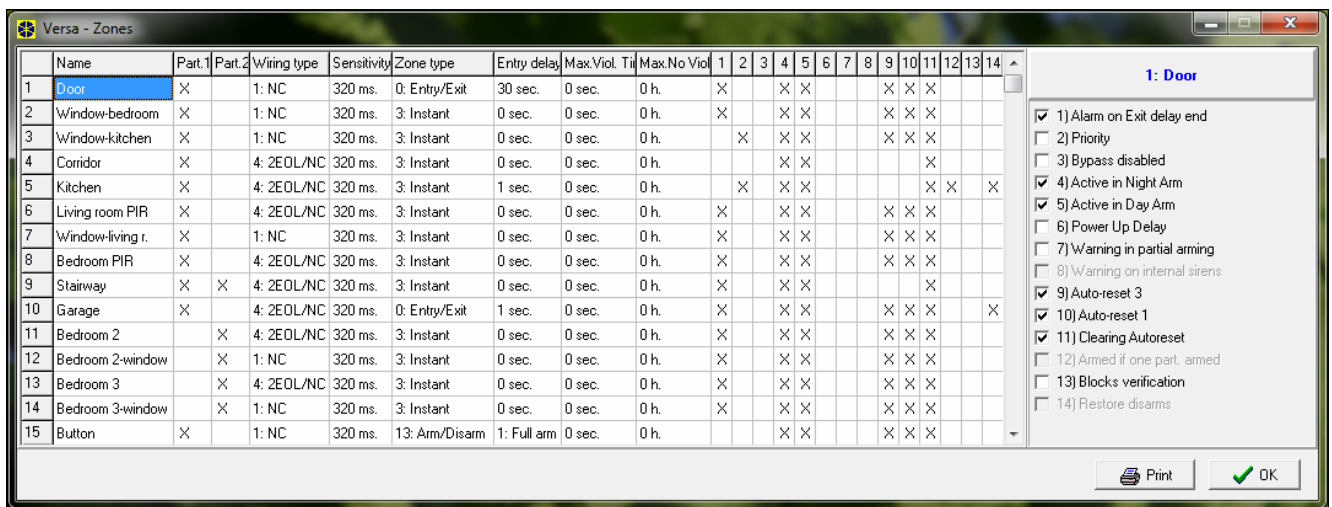 Versa - Zones
Name Part.1 Part.2 Wiring type Sensitivity Zone type Entry delay Max.Viol. Ti Max.No Viol 1 2 3 4 5 6 7 8 9 10 11 12 13 14
1 Door X 1: NC 320 ms. 0: Entry/Exit 30 sec. 0 sec. 0 h. X X X X X X
2 Window-bedroom X 1: NC 320 ms. 3: Instant 0 sec. 0 sec. 0 h. X X X X X X
3 Window-kitchen X 1: NC 320 ms. 3: Instant 0 sec. 0 sec. 0 h. X X X X X X
4 Corridor X 4: 2EOL/NC 320 ms. 3: Instant 0 sec. 0 sec. 0 h. X X X
5 Kitchen X 4: 2EOL/NC 320 ms. 3: Instant 1 sec. 0 sec. 0 h. X X X X X X
6 Living room PIR X 4: 2EOL/NC 320 ms. 3: Instant 0 sec. 0 sec. 0 h. X X X X X X
7 Window-living r. X 1: NC 320 ms. 3: Instant 0 sec. 0 sec. 0 h. X X X X X X
8 Bedroom PIR X 4: 2EOL/NC 320 ms. 3: Instant 0 sec. 0 sec. 0 h. X X X X X X
9 Stairway X X 4: 2EOL/NC 320 ms. 3: Instant 0 sec. 0 sec. 0 h. X X X X
10 Garage X 4: 2EOL/NC 320 ms. 0: Entry/Exit 1 sec. 0 sec. 0 h. X X X X X X X
11 Bedroom 2 X 4: 2EOL/NC 320 ms. 3: Instant 0 sec. 0 sec. 0 h. X X X X X X
12 Bedroom 2-window X 1: NC 320 ms. 3: Instant 0 sec. 0 sec. 0 h. X X X X X X
13 Bedroom 3 X 4: 2EOL/NC 320 ms. 3: Instant 0 sec. 0 sec. 0 h. X X X X X X
14 Bedroom 3-window X 1: NC 320 ms. 3: Instant 0 sec. 0 sec. 0 h. X X X X X X
15 Button X 1: NC 320 ms. 13: Arm/Disarm 1: Full arm 0 sec. 0 h. X X X X X
1: Door
1) Alarm on Exit delay end
2) Priority
3) Bypass disabled
4) Active in Night Arm
5) Active in Day Arm
6) Power Up Delay
7) Warning in partial arming
8) Warning on internal sirens
9) Auto-reset 3
10) Auto-reset 1
11) Clearing Autoreset
12) Armed if one part. armed
13) Blocks verification
14) Restore disarms
Print
OK